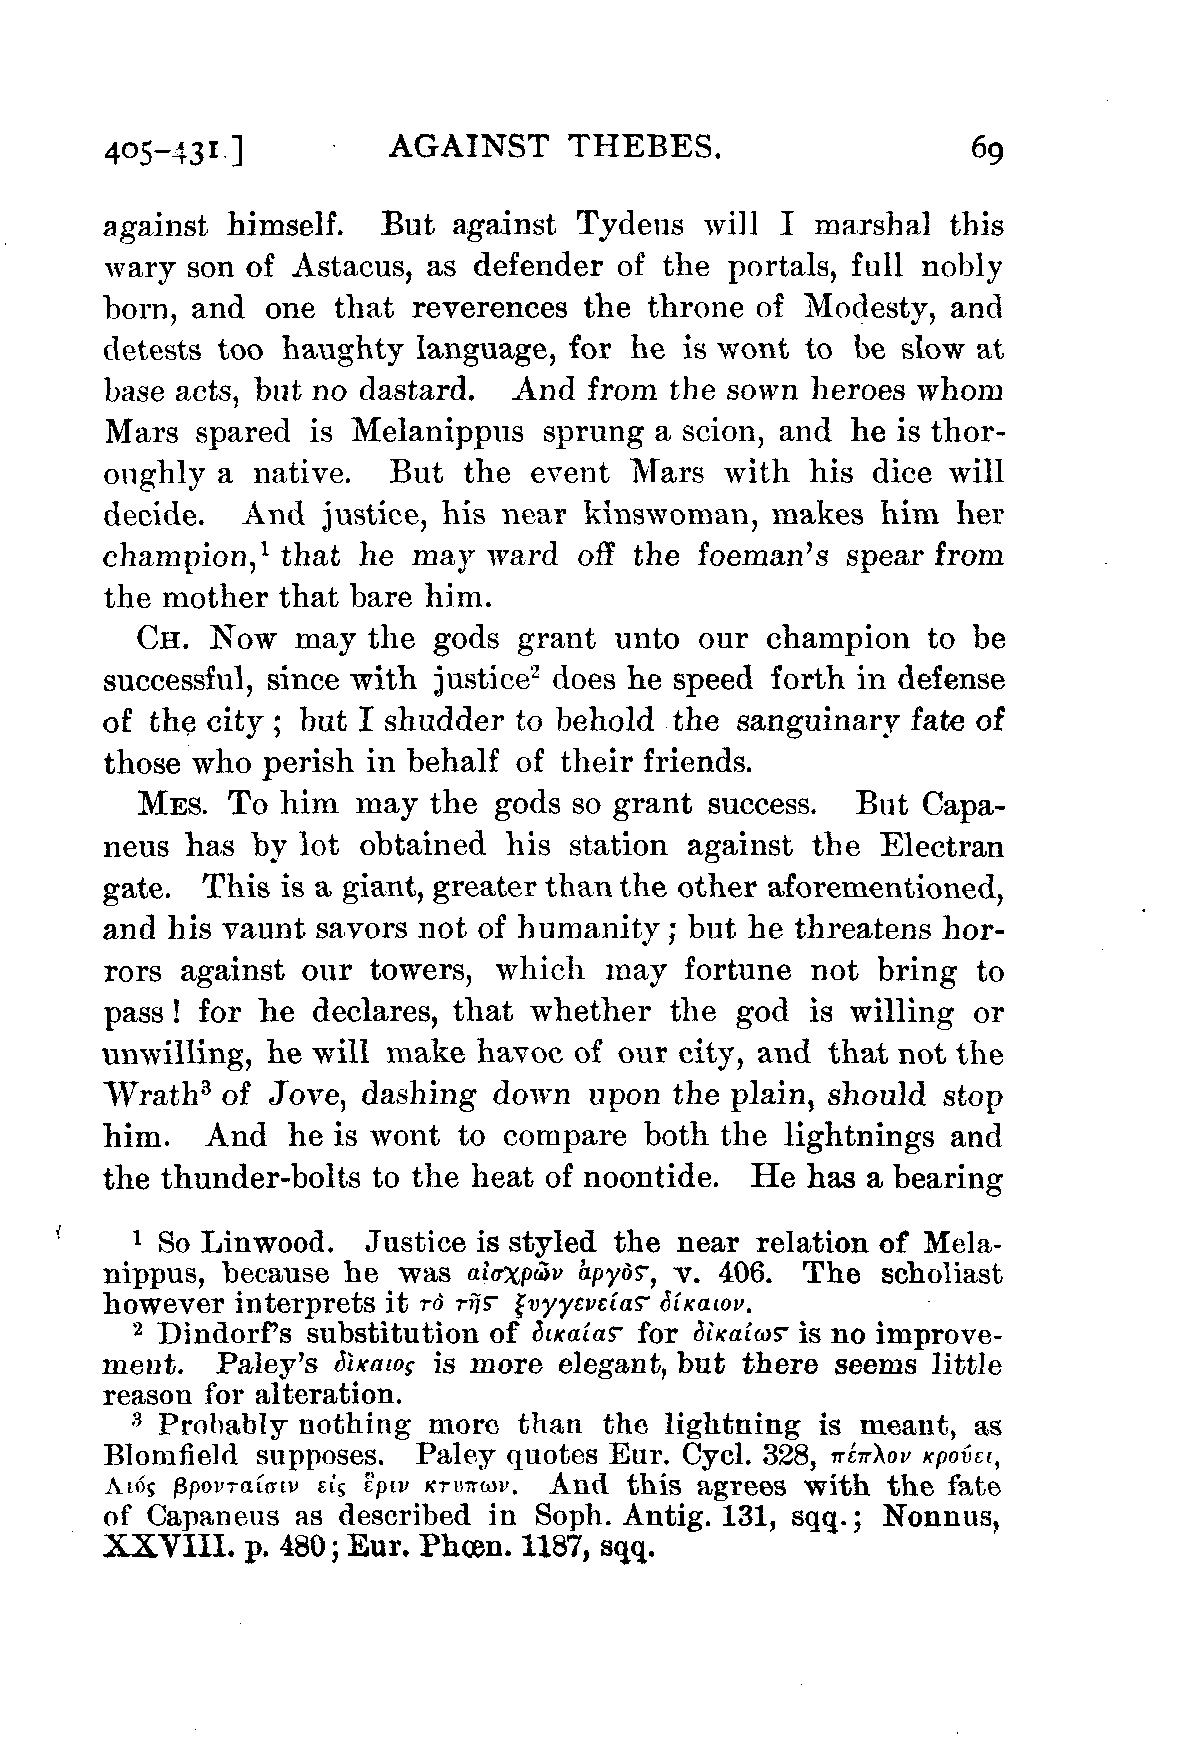 405–431.] AGAINST THEBES. 69
against himself. But against Tydeus will I marshal this
wary son of Astacus, as defender of the portals, full nobly
born, and one that reverences the throne of Modesty, and
detests too haughty language, for he is wont to be slow at
base acts, but no dastard. And from the sown heroes whom
Mars spared is Melanippus sprung a scion, and he is thor-
oughly a native. But the event Mars with his dice will
decide. And justice, his near kinswoman, makes him her
champion,¹ that he may ward off the foeman's spear from
the mother that bare him.
CH. Now may the gods grant unto our champion to be
successful, since with justice² does he speed forth in defense
of the city ; but I shudder to behold the sanguinary fate of
those who perish in behalf of their friends.
MES. To him may the gods so grant success. But Capa-
neus has by lot obtained his station against the Electran
gate. This is a giant, greater than the other aforementioned,
and his vaunt savors not of humanity ; but he threatens hor-
rors against our towers, which may fortune not bring to
pass ! for he declares, that whether the god is willing or
unwilling, he will make havoc of our city, and that not the
Wrath³ of Jove, dashing down upon the plain, should stop
him. And he is wont to compare both the lightnings and
the thunder-bolts to the heat of noontide. He has a bearing
¹ So Linwood. Justice is styled the near relation of Mela-
nippus, because he was αἰσχρῶν ἀργὸς, v. 406. The scholiast
however interprets it τὸ τῆς ξυγγενείας δίκαιον.
² Dindorf's substitution of δικαίας for δικαίως is no improve-
ment. Paley's δίκαιος is more elegant, but there seems little
reason for alteration.
³ Probably nothing more than the lightning is meant, as
Blomfield supposes. Paley quotes Eur. Cycl. 328, πέπλον κρούει,
Διός βρονταίσιν εἰς ἔριν κτυπων. And this agrees with the fate
of Capaneus as described in Soph. Antig. 131, sqq.; Nonnus,
XXVIII. p. 480; Eur. Phœn. 1187, sqq.